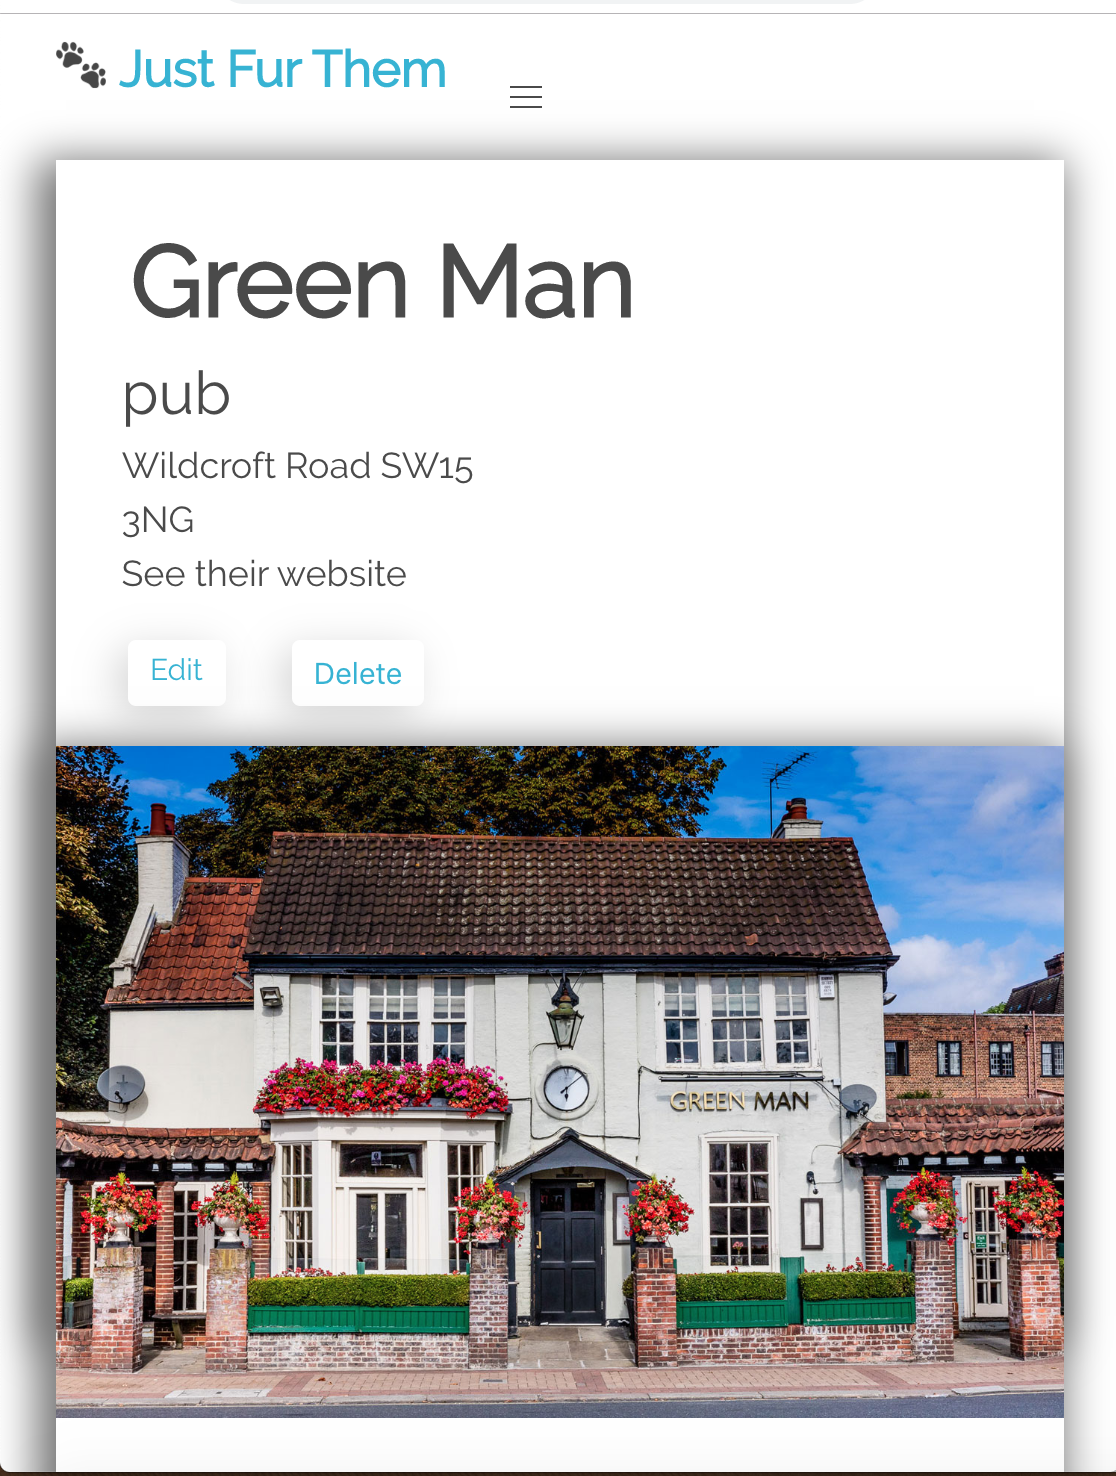 Just Fur Them
Green Man
pub
Wildcroft Road SW15
3NG
See their website
Edit
Delete
GREEN MAN